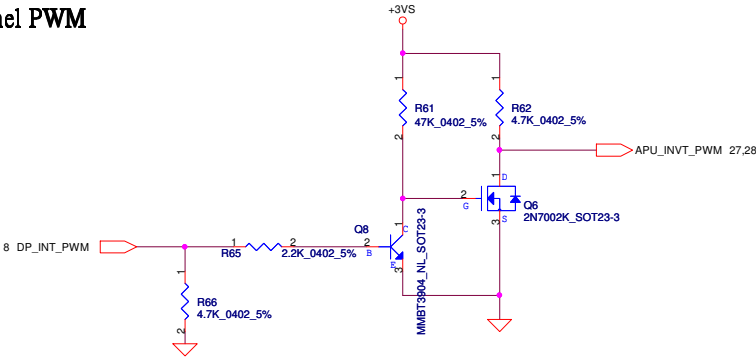 nel PWM
+3VS
1
1
R61
47K_0402_5%
2
R62
4.7K_0402_5%
2
APU_INVT_PWM 27,28
1
D
2
G
Q6
2N7002K_SOT23-3
S
3
Q8
1
C
8 DP_INT_PWM
1
R65
2
2.2K_0402_5%
2
B
E
3
MMBT3904_NL_SOT23-3
1
R66
4.7K_0402_5%
2